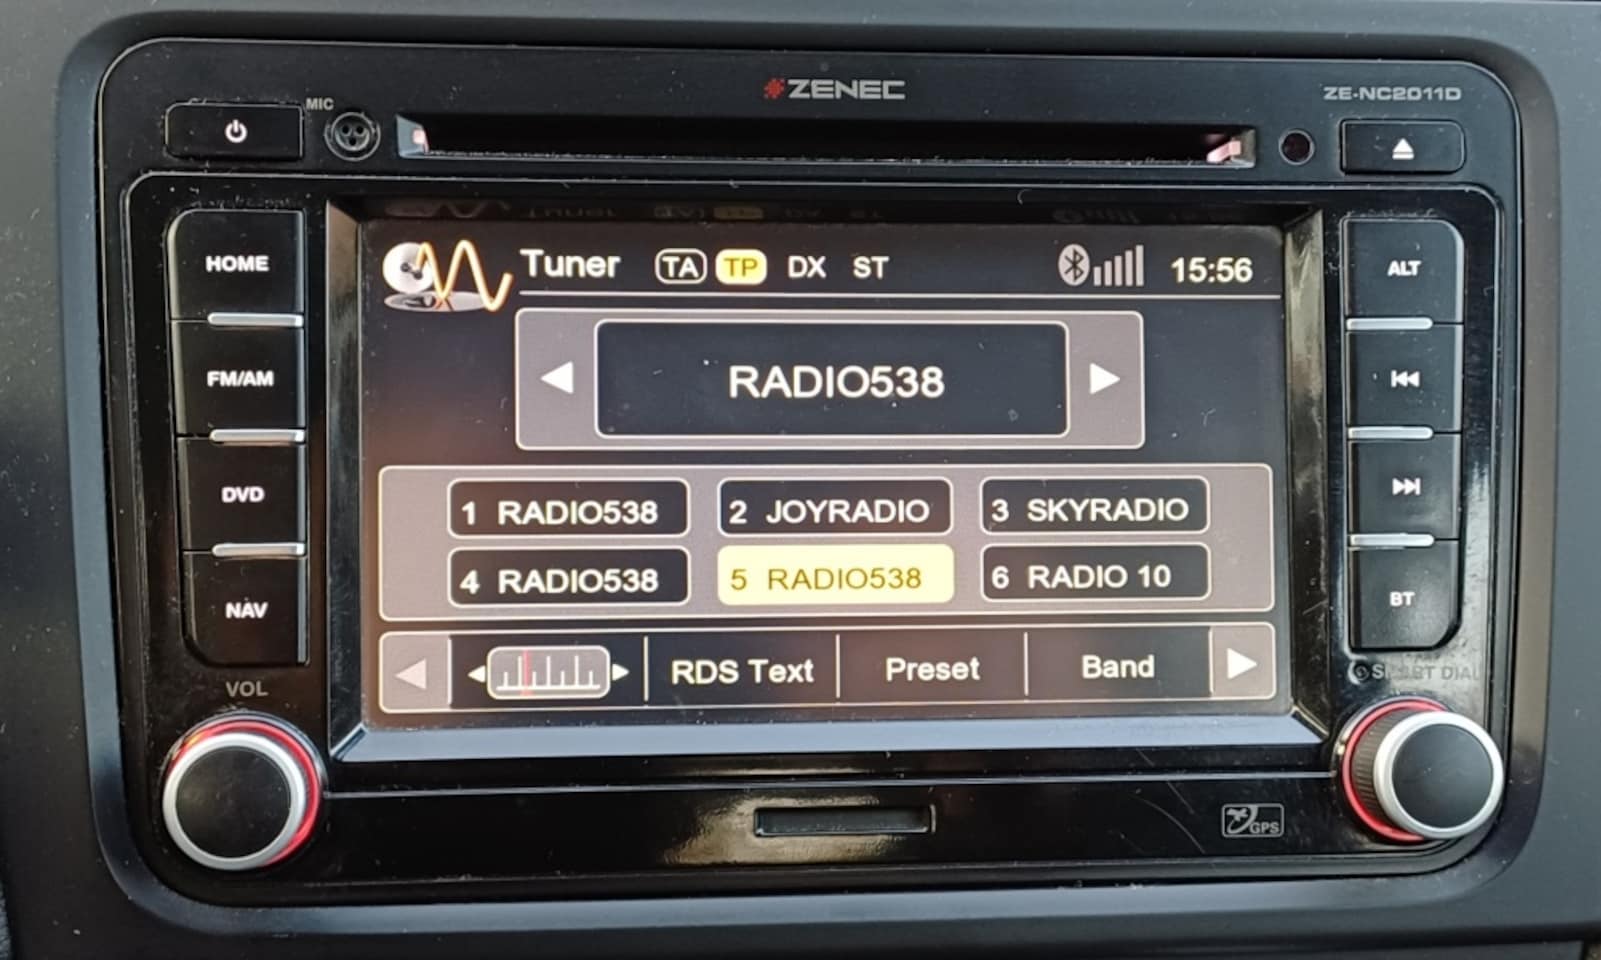 ZENEC
ZE-NC2011D
MIC
HOME
FM/AM
DVD
NAV
VOL
Tuner TA TP DX ST 15:56
RADIO538
1 RADIO538 2 JOYRADIO 3 SKYRADIO
4 RADIO538 5 RADIO538 6 RADIO 10
RDS Text Preset Band
ALT
BT
SMART DIAL
GPS